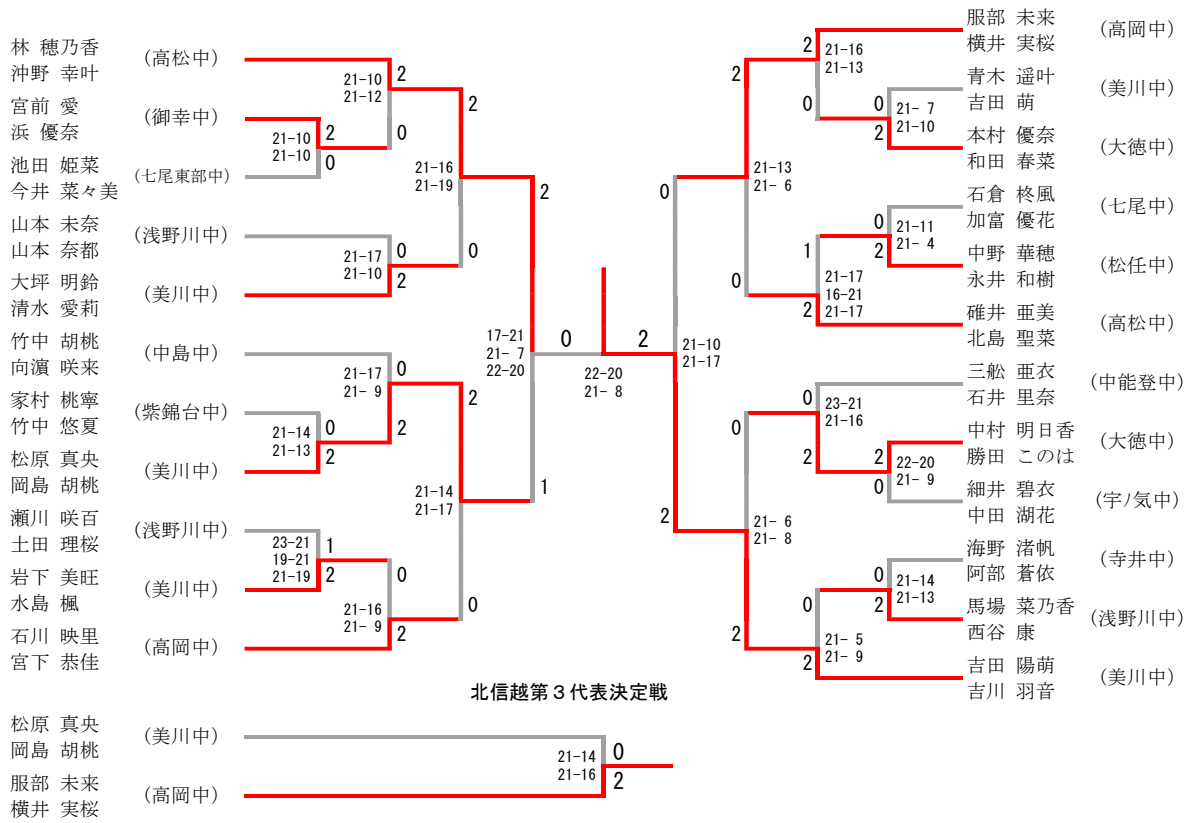 林 穂乃香
沖野 幸叶
(高松中)
宮前 愛
浜 優奈
(御幸中)
池田 姫菜
今井 菜々美
(七尾東部中)
山本 未奈
山本 奈都
(浅野川中)
大坪 明鈴
清水 愛莉
(美川中)
竹中 胡桃
向濵 咲来
(中島中)
家村 桃寧
竹中 悠夏
(紫錦台中)
松原 真央
岡島 胡桃
(美川中)
瀬川 咲百
土田 理桜
(浅野川中)
岩下 美旺
水島 楓
(美川中)
石川 映里
宮下 恭佳
(高岡中)
21-10
21-10
2
0
21-14
21-13
0
2
23-21
19-21
21-19
1
2
21-10
21-12
2
0
21-17
21-10
0
2
21-17
21- 9
0
2
21-16
21- 9
0
2
21-16
21-19
2
0
21-14
21-17
2
0
17-21
21- 7
22-20
2
1
0
2
22-20
21- 8
21-10
21-17
0
2
21-13
21- 6
2
0
21- 6
21- 8
0
2
21-16
21-13
2
0
21-17
16-21
21-17
1
2
23-21
21-16
0
2
21- 5
21- 9
0
2
21- 7
21-10
0
2
21-11
21- 4
0
2
22-20
21- 9
2
0
21-14
21-13
0
2
服部 未来
横井 実桜
(高岡中)
青木 遥叶
吉田 萌
(美川中)
本村 優奈
和田 春菜
(大徳中)
石倉 柊風
加富 優花
(七尾中)
中野 華穂
永井 和樹
(松任中)
碓井 亜美
北島 聖菜
(高松中)
三舩 亜衣
石井 里奈
(中能登中)
中村 明日香
勝田 このは
(大徳中)
細井 碧衣
中田 湖花
(宇ノ気中)
海野 渚帆
阿部 蒼依
(寺井中)
馬場 菜乃香
西谷 康
(浅野川中)
吉田 陽萌
吉川 羽音
(美川中)
北信越第３代表決定戦
松原 真央
岡島 胡桃
(美川中)
服部 未来
横井 実桜
(高岡中)
21-14
21-16
0
2